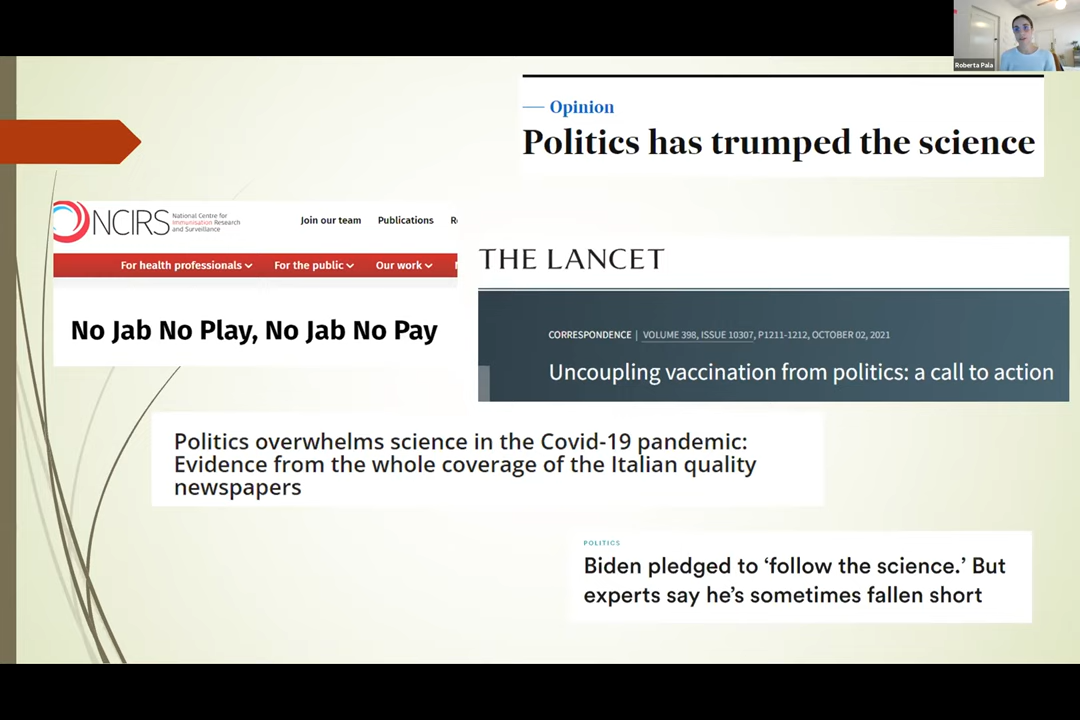 Roberta Pala
Opinion
Politics has trumped the science
NCIRS
National Centre for
Immunisation Research
and Surveillance
Join our team Publications Re
For health professionals For the public Our work
No Jab No Play, No Jab No Pay
THE LANCET
CORRESPONDENCE | VOLUME 398, ISSUE 10307, P1211-1212, OCTOBER 02, 2021
Uncoupling vaccination from politics: a call to action
Politics overwhelms science in the Covid-19 pandemic:
Evidence from the whole coverage of the Italian quality
newspapers
POLITICS
Biden pledged to ‘follow the science.’ But
experts say he’s sometimes fallen short